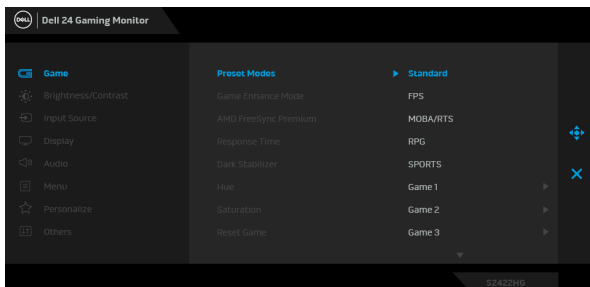 DELL Dell 24 Gaming Monitor
Game Preset Modes Standard
Brightness/Contrast Game Enhance Mode FPS
Input Source AMD FreeSync Premium MOBA/RTS
Display Response Time RPG
Audio Dark Stabilizer SPORTS
Menu Hue Game 1
Personalize Saturation Game 2
Others Reset Game Game 3
S2422HG